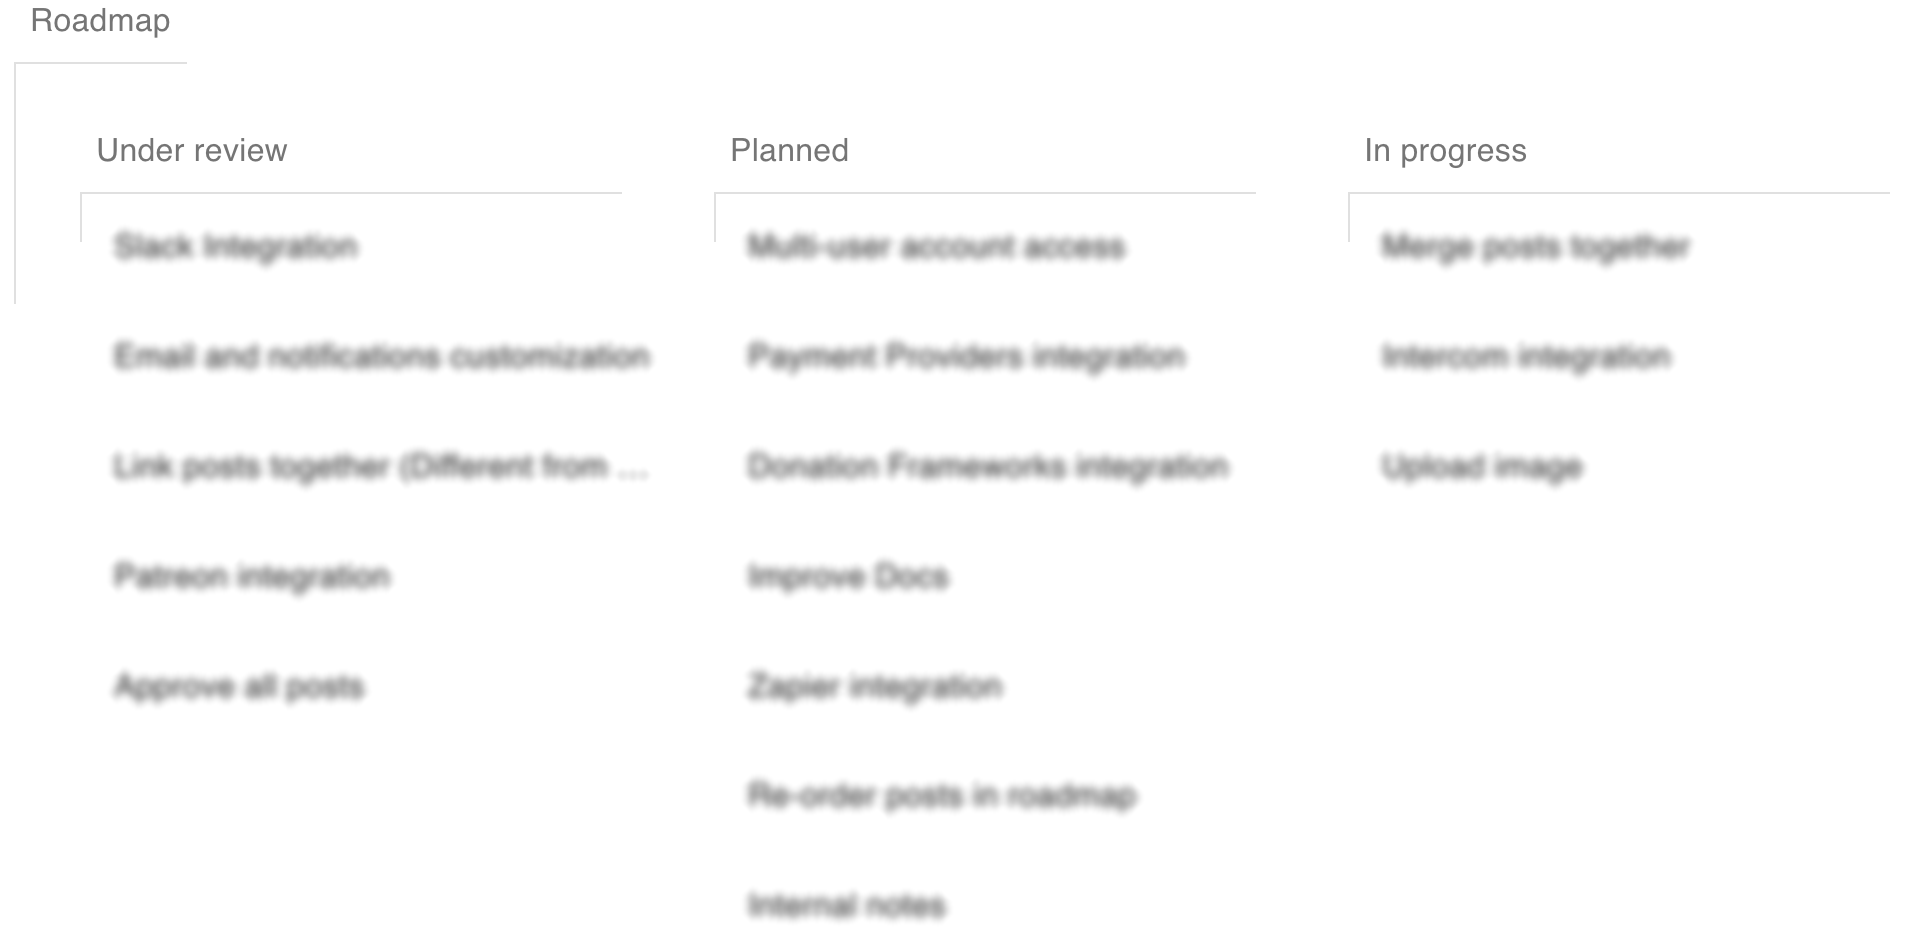 Roadmap
Under review
Slack Integration
Email and notifications customization
Link posts together (Different from ...
Patreon integration
Approve all posts
Planned
Multi-user account access
Payment Providers integration
Donation Frameworks integration
Improve Docs
Zapier integration
Re-order posts in roadmap
Internal notes
In progress
Merge posts together
Intercom integration
Upload image